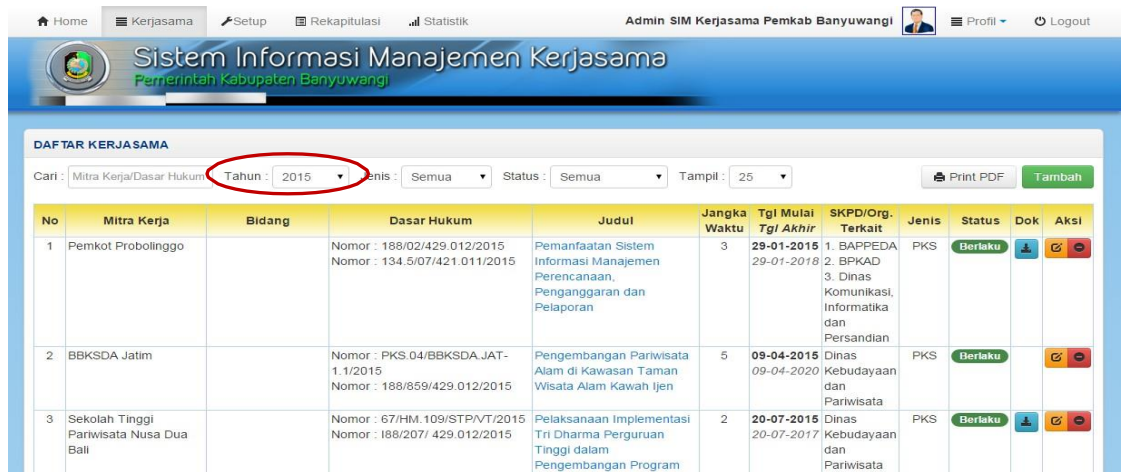 Home Kerjasama Setup Rekapitulasi Statistik Admin SIM Kerjasama Pemkab Banyuwangi Profil Logout
Sistem Informasi Manajemen Kerjasama
Pemerintah Kabupaten Banyuwangi
DAFTAR KERJASAMA
Cari : Mitra Kerja/Dasar Hukum Tahun : 2015 Jenis : Semua Status : Semua Tampil : 25 Print PDF Tambah
No Mitra Kerja Bidang Dasar Hukum Judul Jangka Waktu Tgl Mulai Tgl Akhir SKPD/Org. Terkait Jenis Status Dok Aksi
1 Pemkot Probolinggo Nomor : 188/02/429.012/2015 Pemanfaatan Sistem 3 29-01-2015 1. BAPPEDA PKS Berlaku
Nomor : 134.5/07/421.011/2015 Informasi Manajemen 29-01-2018 2. BPKAD
Perencanaan, 3. Dinas
Penganggaran dan Komunikasi,
Pelaporan Informatika
dan
Persandian
2 BBKSDA Jatim Nomor : PKS.04/BBKSDA.JAT- Pengembangan Pariwisata 5 09-04-2015 Dinas PKS Berlaku
1.1/2015 Alam di Kawasan Taman 09-04-2020 Kebudayaan
Nomor : 188/859/429.012/2015 Wisata Alam Kawah Ijen dan
Pariwisata
3 Sekolah Tinggi Nomor : 67/HM.109/STP/VT/2015 Pelaksanaan Implementasi 2 20-07-2015 Dinas PKS Berlaku
Pariwisata Nusa Dua Nomor : I88/207/ 429.012/2015 Tri Dharma Perguruan 20-07-2017 Kebudayaan
Bali Tinggi dalam dan
Pengembangan Program Pariwisata